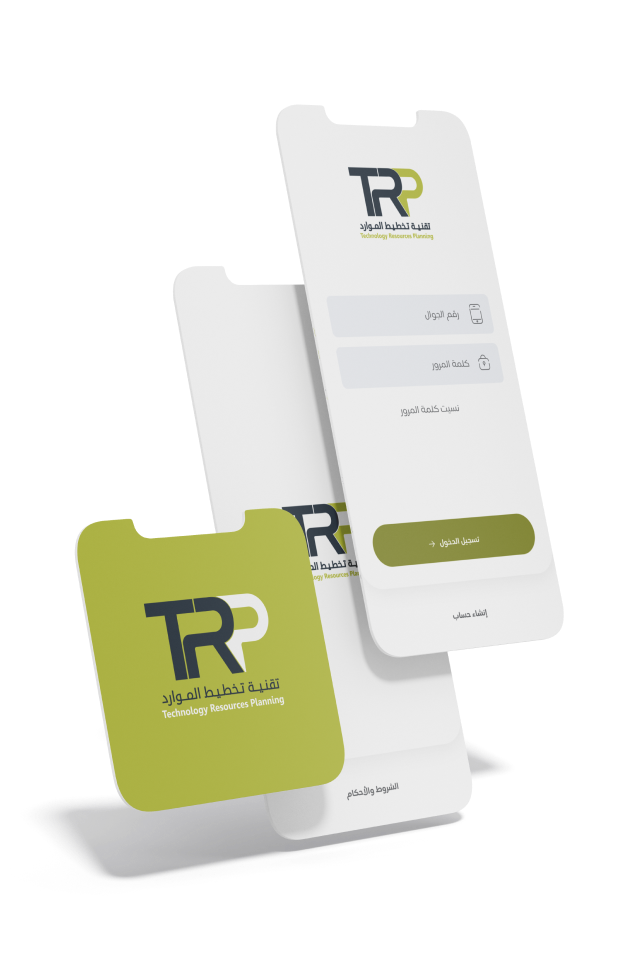 TRP
تقنية تخطيط الموارد
Technology Resources Planning
رقم الجوال
كلمة المرور
نسيت كلمة المرور
تسجيل الدخول →
إنشاء حساب
TRP
الشروط والأحكام
TRP
تقنية تخطيط الموارد
Technology Resources Planning